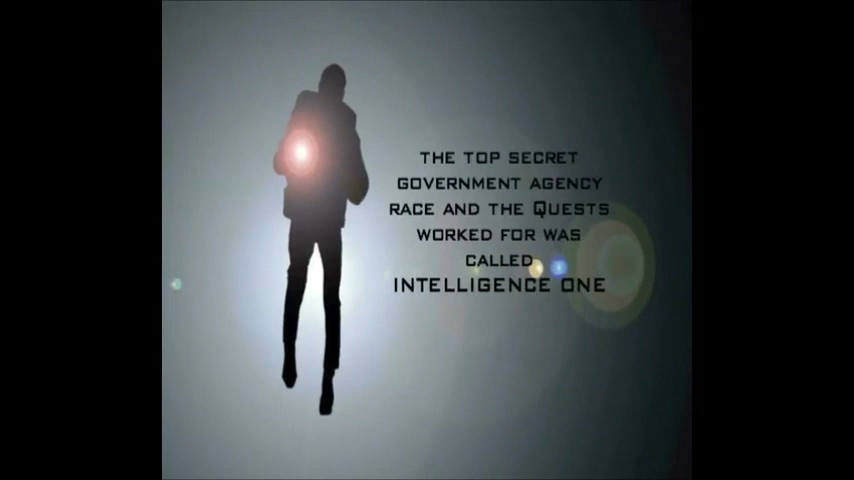 THE TOP SECRET
GOVERNMENT AGENCY
RACE AND THE QUESTS
WORKED FOR WAS
CALLED
INTELLIGENCE ONE